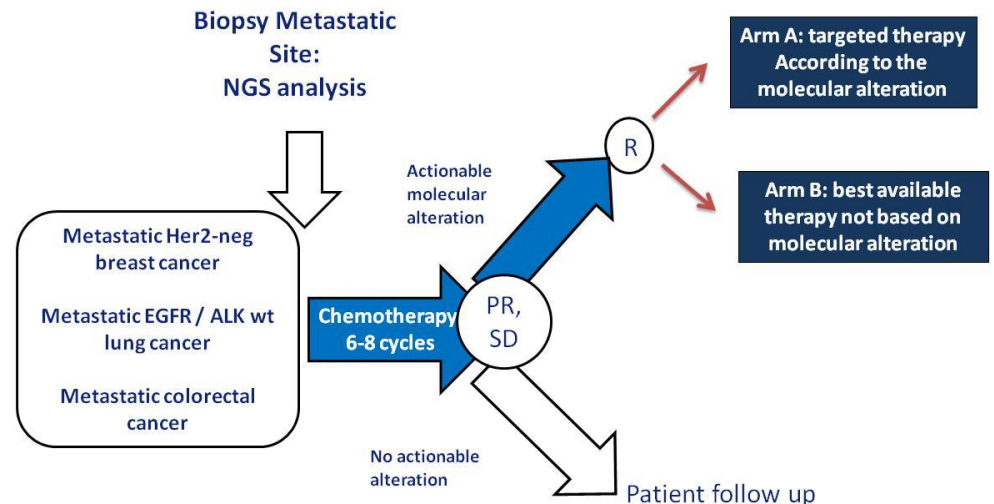 Biopsy Metastatic
Site:
NGS analysis
Metastatic Her2-neg
breast cancer
Metastatic EGFR / ALK wt
lung cancer
Metastatic colorectal
cancer
Chemotherapy
6-8 cycles
PR,
SD
Actionable
molecular
alteration
R
Arm A: targeted therapy
According to the
molecular alteration
Arm B: best available
therapy not based on
molecular alteration
No actionable
alteration
Patient follow up